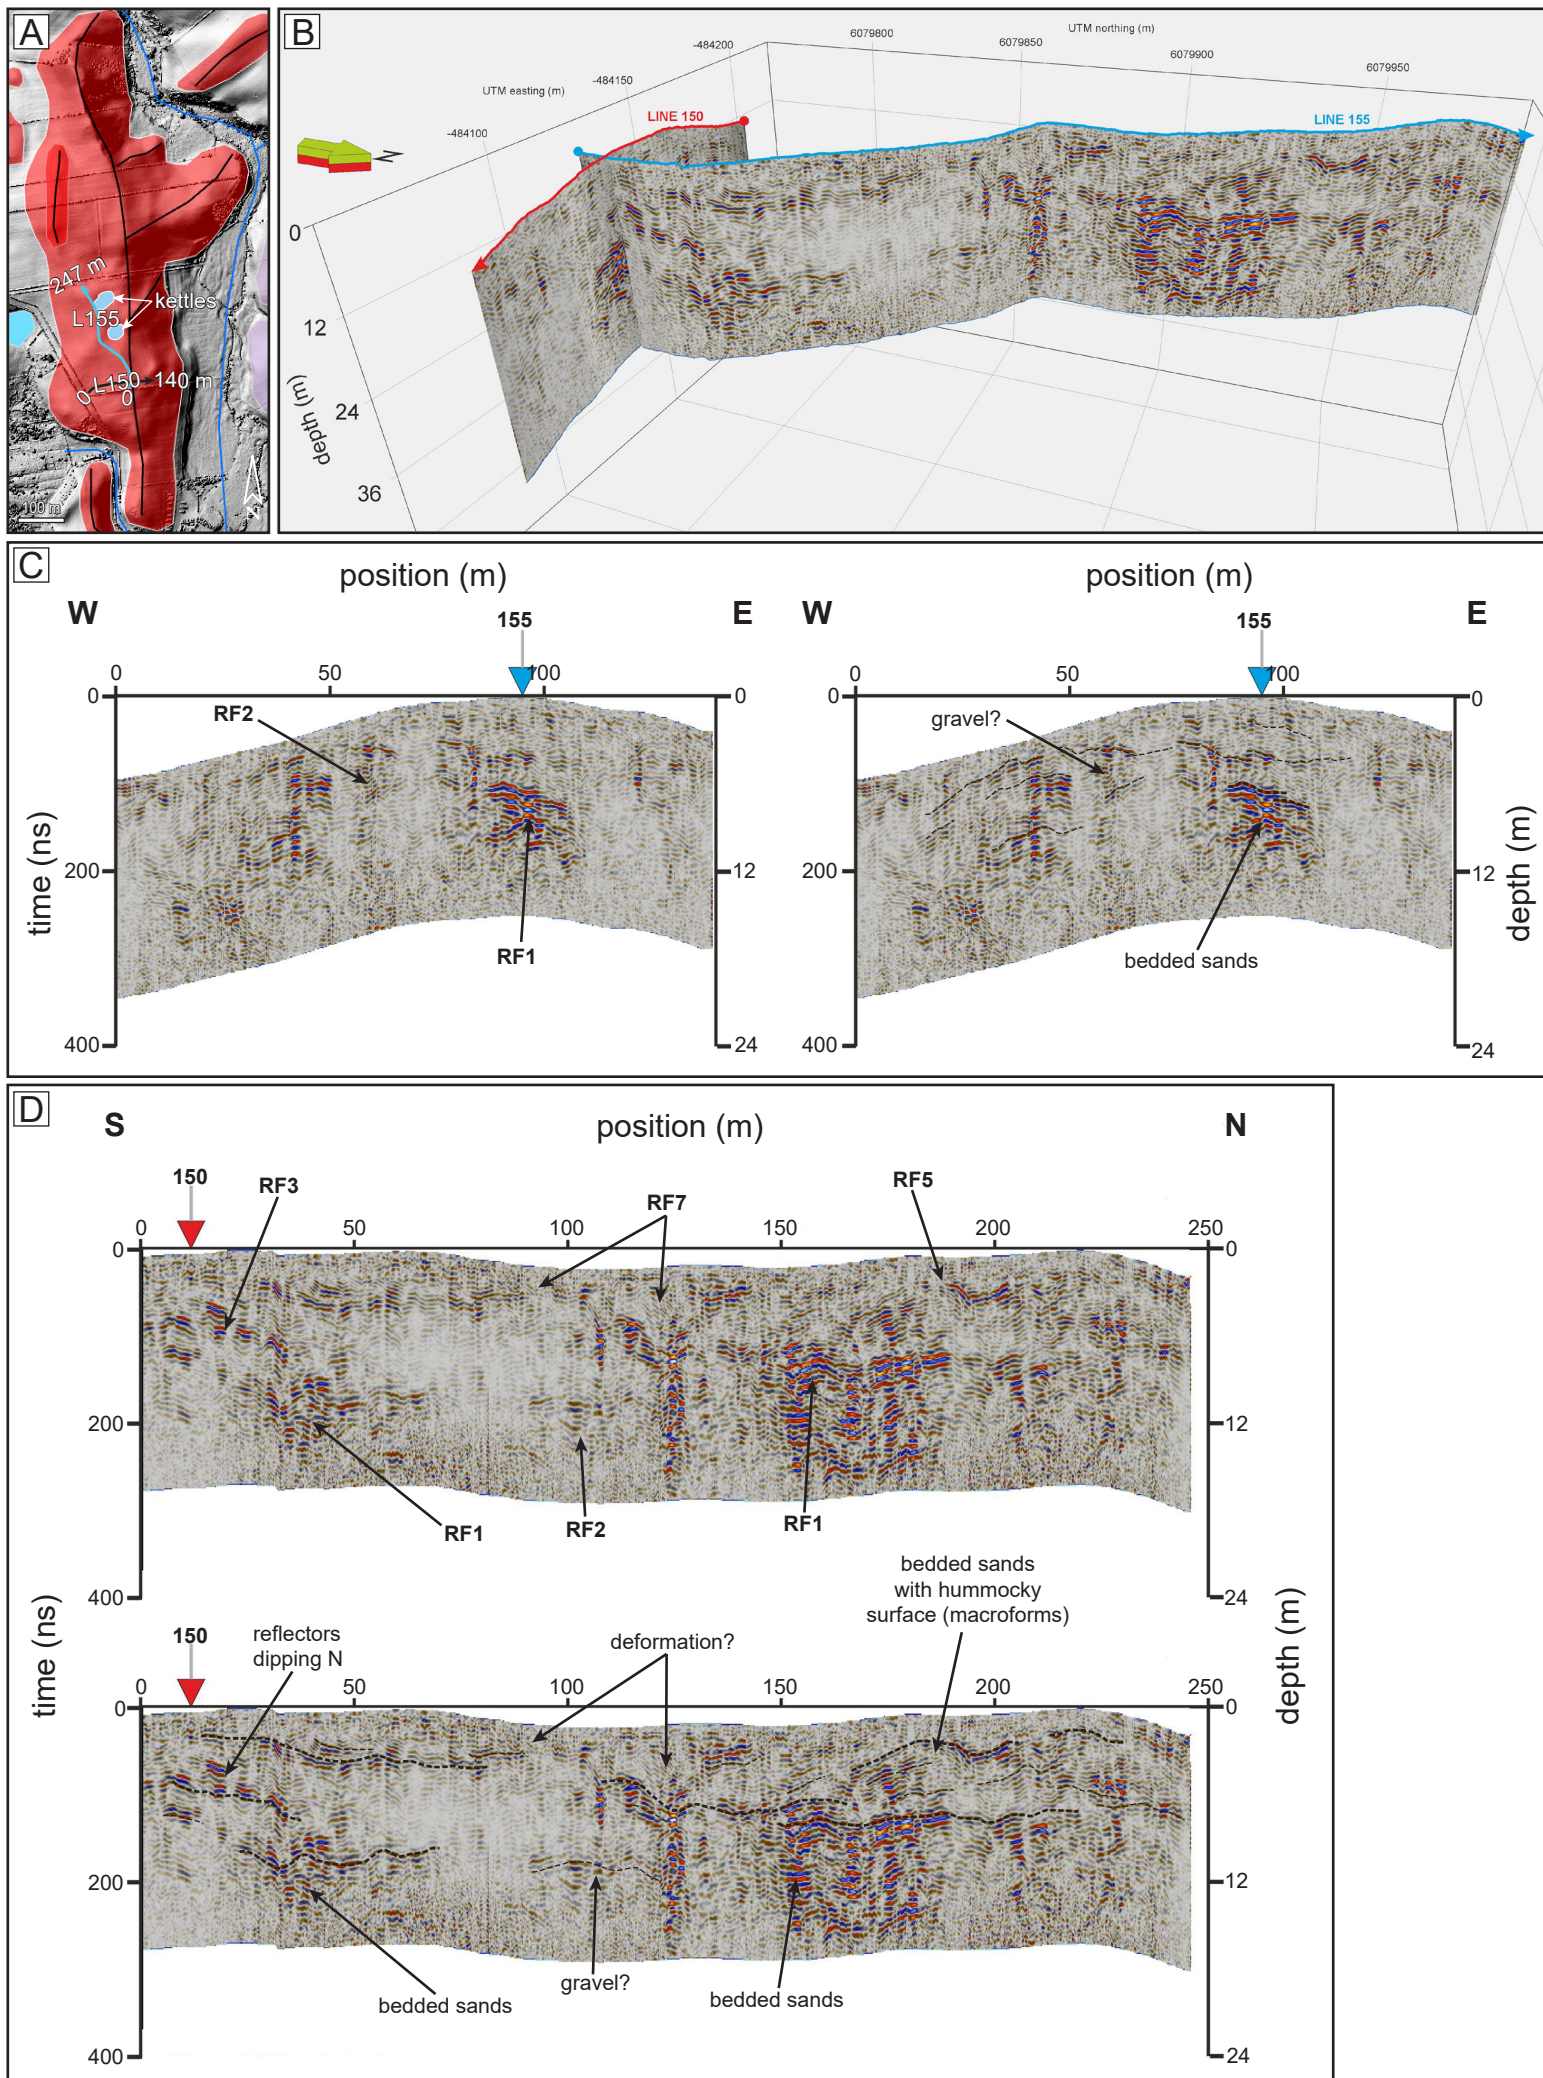 A
247 m
kettles
L155
L150
140 m
0
0
100 m
N
B
UTM northing (m)
6079800
6079850
6079900
6079950
-484200
-484150
-484100
UTM easting (m)
LINE 150
LINE 155
N
0
12
24
36
depth (m)
C
position (m)
position (m)
W
155
E
W
155
E
0
50
100
0
50
100
0
0
0
0
RF2
gravel?
time (ns)
200
12
200
12
depth (m)
RF1
bedded sands
400
24
400
24
D
S
position (m)
N
150
RF3
RF7
RF5
0
50
100
150
200
250
0
0
200
12
RF1
RF2
RF1
400
24
time (ns)
depth (m)
bedded sands
with hummocky
surface (macroforms)
150
reflectors
dipping N
deformation?
0
50
100
150
200
250
0
0
200
12
bedded sands
gravel?
bedded sands
400
24